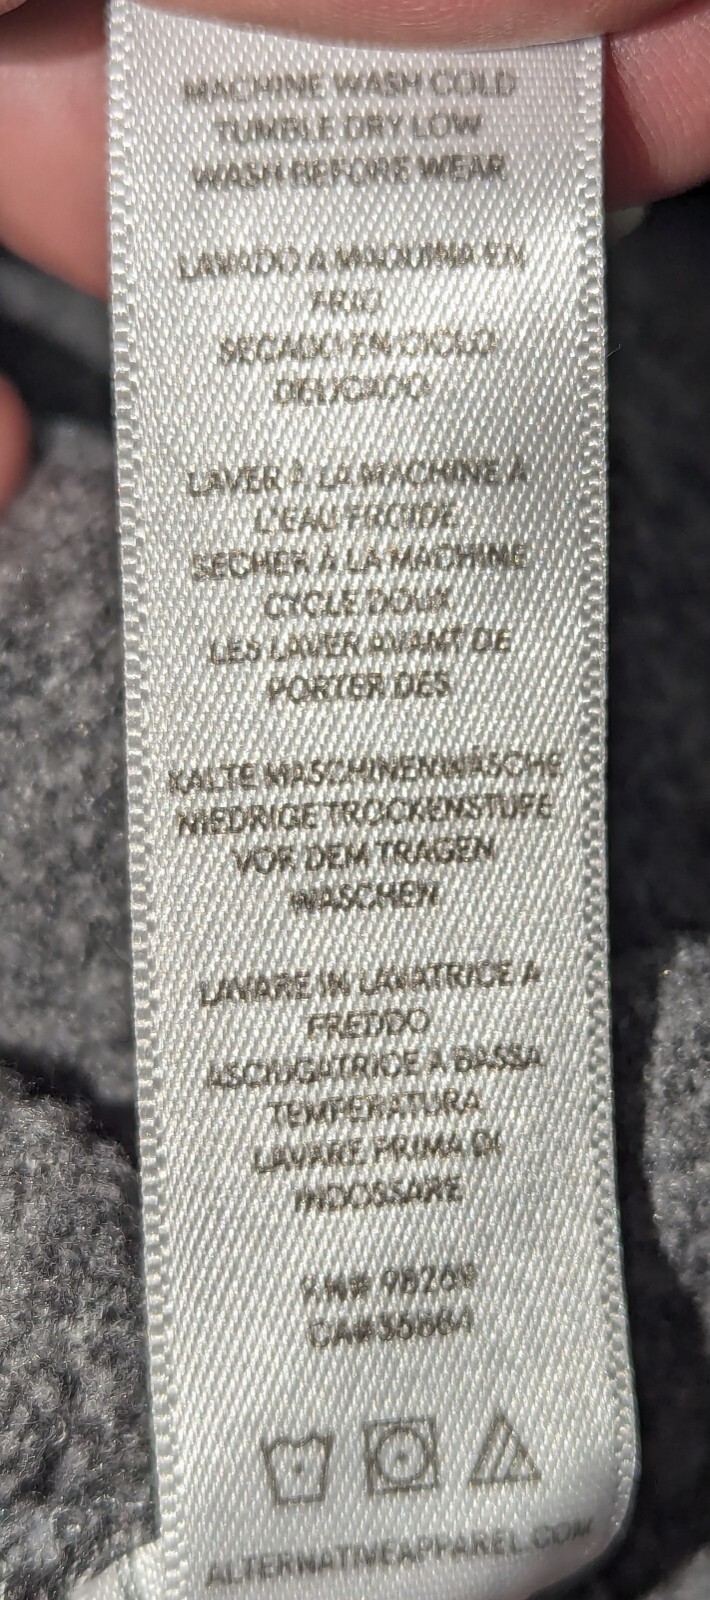 MACHINE WASH COLD
TUMBLE DRY LOW
WASH BEFORE WEAR
LAVADO A MAQUINA EN
FRIO
SECADO EN CICLO
DELICADO
LAVER À LA MACHINE A
L'EAU FROIDE
SECHER À LA MACHINE
CYCLE DOUX
LES LAVER AVANT DE
PORTER DES
KALTE MASCHINENWASCHE
NIEDRIGE TROCKENSTUFE
VOR DEM TRAGEN
WASCHEN
LAVARE IN LAVATRICE A
FREDDO
ASCIUGATRICE A BASSA
TEMPERATURA
LAVARE PRIMA DI
INDOSSARE
RN# 98269
ALTERNATIVEAPPAREL.COM